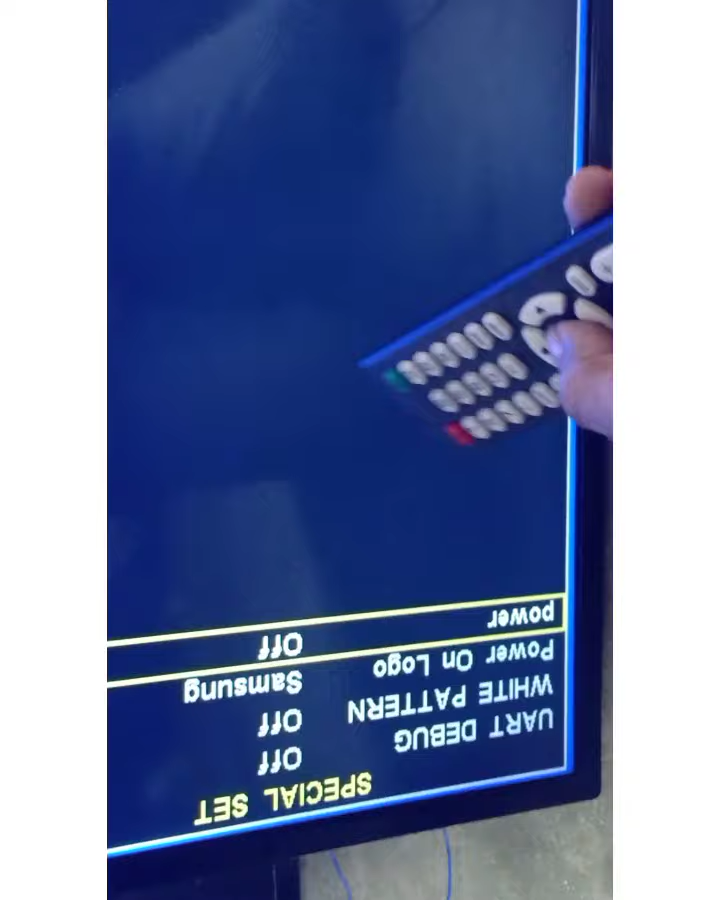 SPECIAL SET
UART DEBUG Off
WHITE PATTERN Off
Power On Logo Samsung
power Off